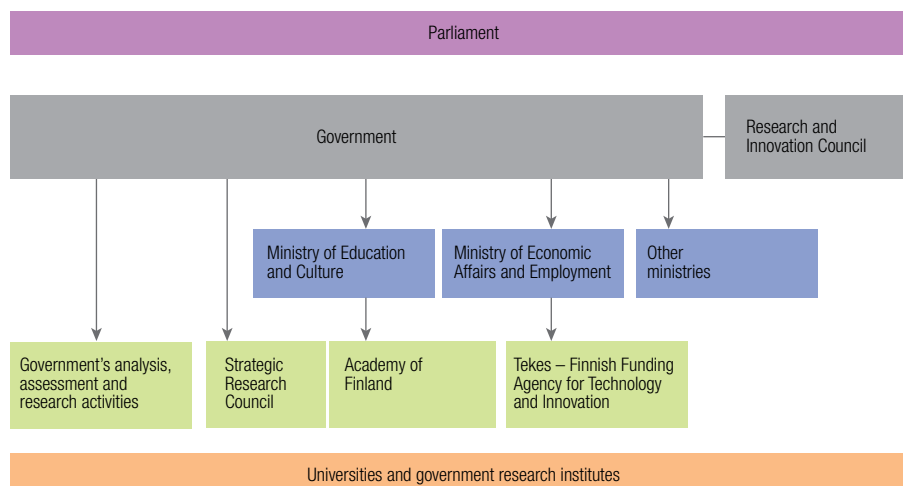 Parliament
Government
Research and
Innovation Council
Ministry of Education
and Culture
Ministry of Economic
Affairs and Employment
Other
ministries
Government's analysis,
assessment and
research activities
Strategic
Research
Council
Academy of
Finland
Tekes – Finnish Funding
Agency for Technology
and Innovation
Universities and government research institutes